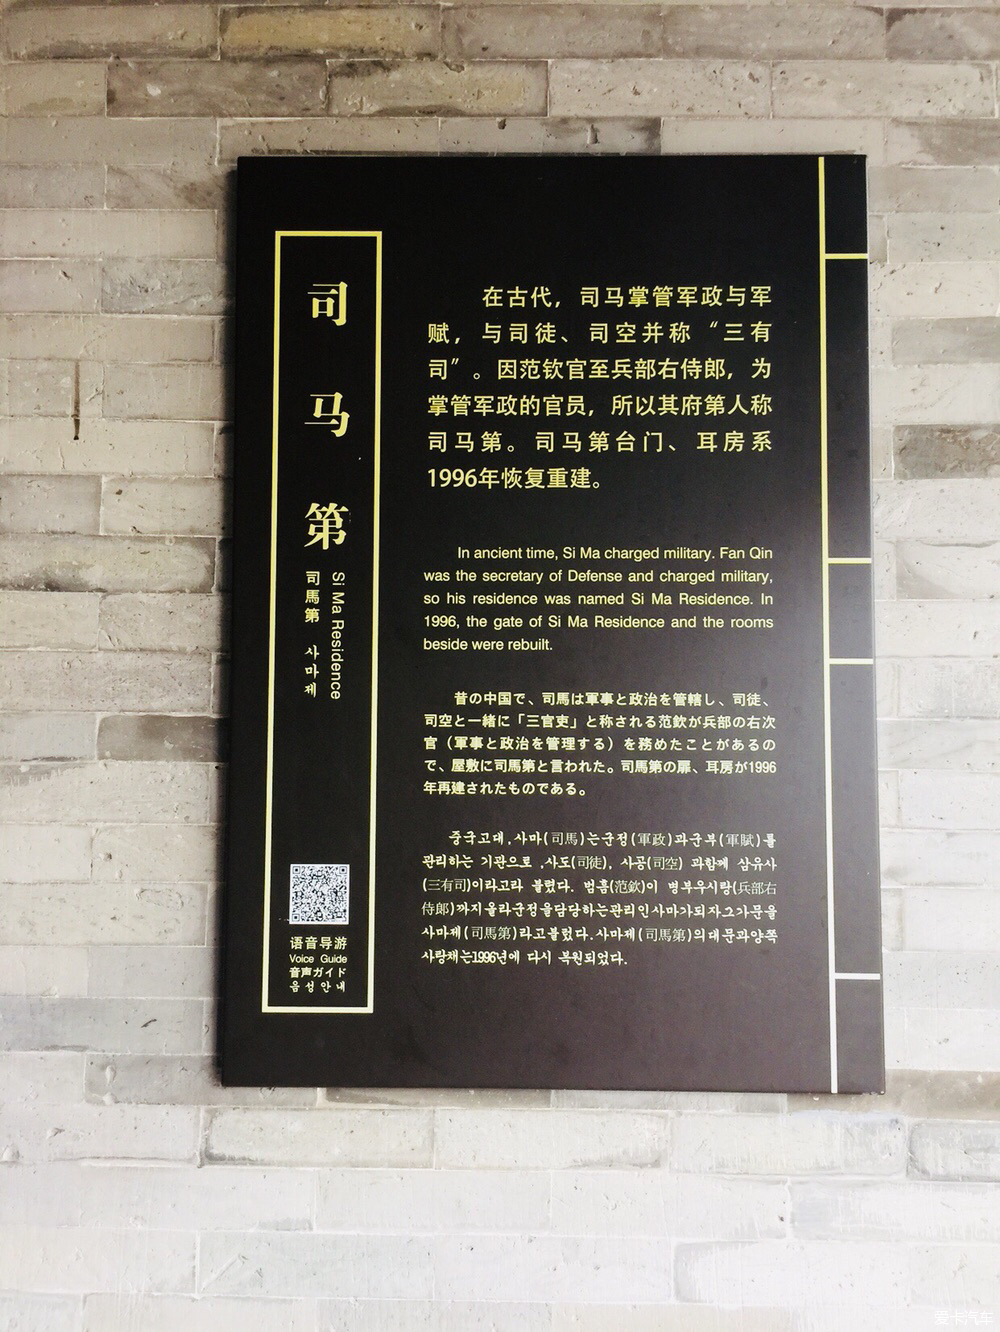 司马第
Si Ma Residence
司馬第 사마제
语音导游
Voice Guide
音声ガイド
음성안내
在古代，司马掌管军政与军
赋，与司徒、司空并称“三有
司”。因范钦官至兵部右侍郎，为
掌管军政的官员，所以其府第人称
司马第。司马第台门、耳房系
1996年恢复重建。
In ancient time, Si Ma charged military. Fan Qin
was the secretary of Defense and charged military,
so his residence was named Si Ma Residence. In
1996, the gate of Si Ma Residence and the rooms
beside were rebuilt.
昔の中国で、司馬は軍事と政治を管轄し、司徒、
司空と一緒に「三官吏」と称される范欽が兵部の右次
官（軍事と政治を管理する）を務めたことがあるの
で、屋敷に司馬第と言われた。司馬第の扉、耳房が1996
年再建されたものである。
중국고대,사마(司馬)는군정(軍政)과군부(軍賦)를
관리하는 기관으로 ,사도(司徒), 사공(司空) 과함께 삼유사
(三有司)이라고라 불렸다. 범흠(范欽)이 병부우시랑(兵部右
侍郞)까지올라군정을담당하는관리인사마가되자그가문을
사마제(司馬第)라고불렀다.사마제(司馬第)의대문과양쪽
사랑채는1996년에 다시 복원되었다.
爱卡汽车